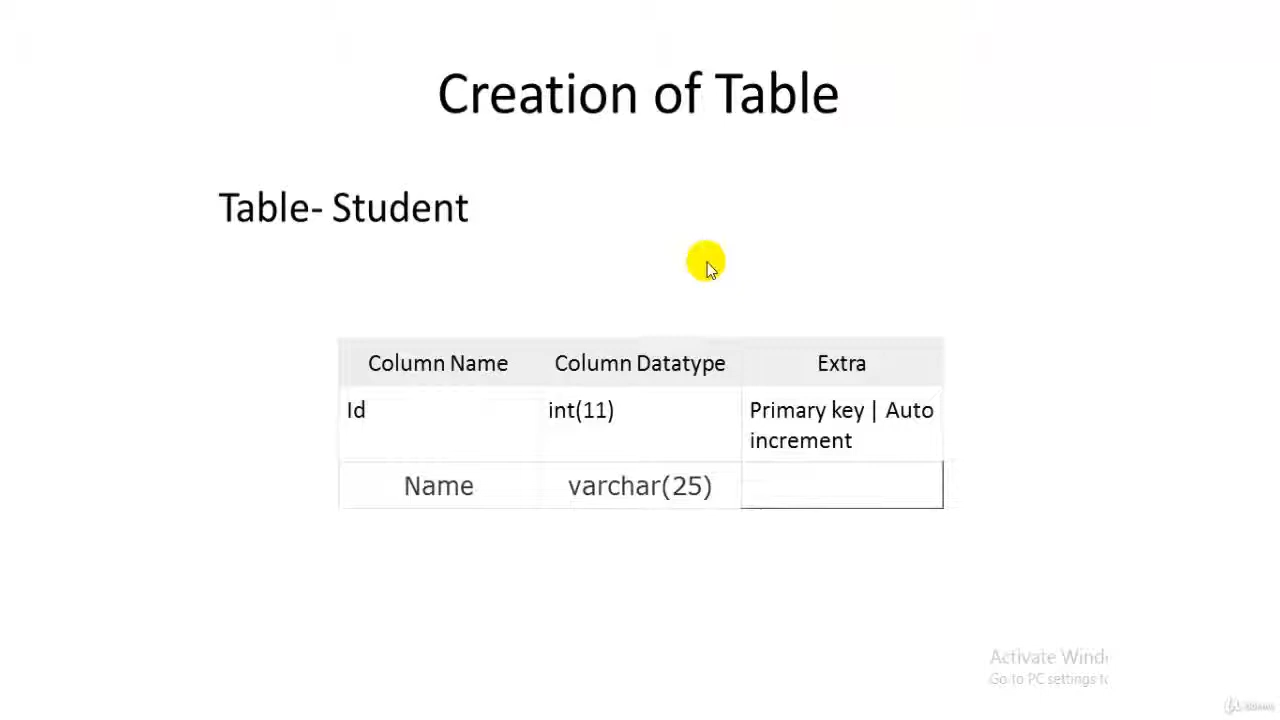 Creation of Table
Table- Student
Column Name Column Datatype Extra
Id int(11) Primary key | Auto
increment
Name varchar(25)
Activate Wind
Go to PC settings to